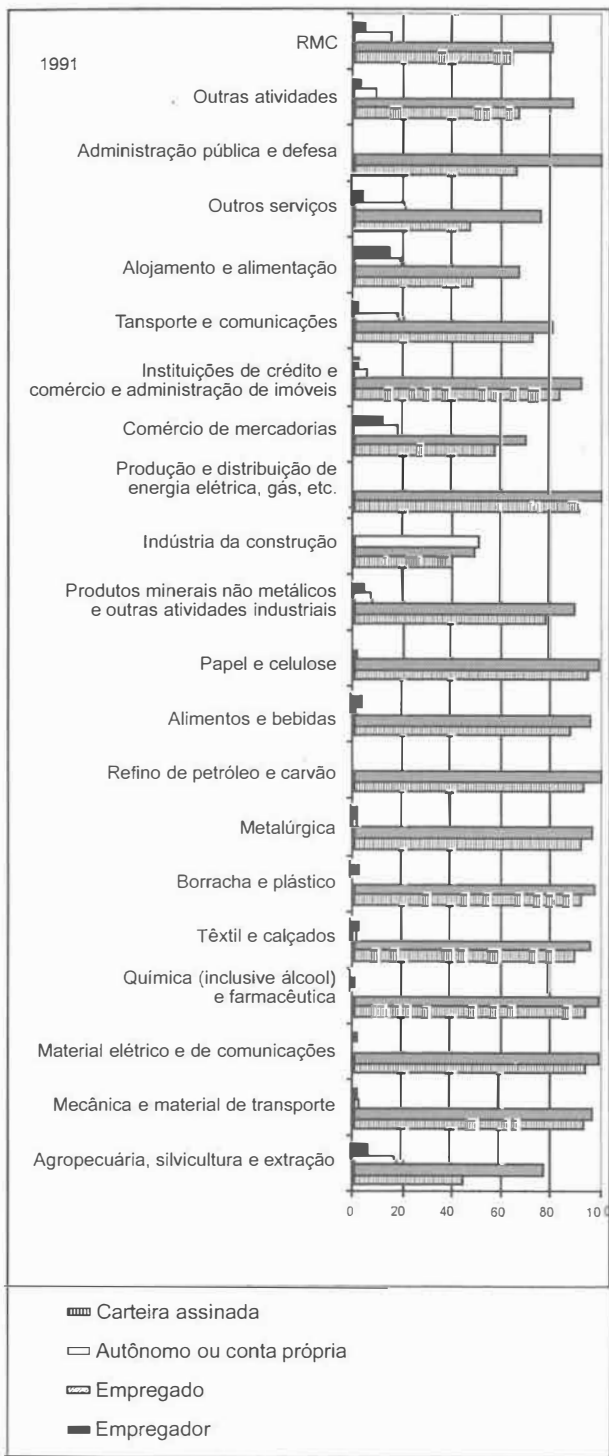 1991
RMC
Outras atividades
Administração pública e defesa
Outros serviços
Alojamento e alimentação
Tansporte e comunicações
Instituições de crédito e
comércio e administração de imóveis
Comércio de mercadorias
Produção e distribuição de
energia elétrica, gás, etc.
Indústria da construção
Produtos minerais não metálicos
e outras atividades industriais
Papel e celulose
Alimentos e bebidas
Refino de petróleo e carvão
Metalúrgica
Borracha e plástico
Têxtil e calçados
Química (inclusive álcool)
e farmacêutica
Material elétrico e de comunicações
Mecânica e material de transporte
Agropecuária, silvicultura e extração
0 20 40 60 80 100
Carteira assinada
Autônomo ou conta própria
Empregado
Empregador